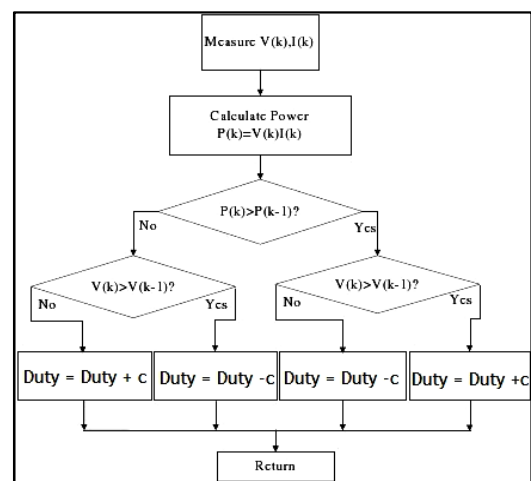 Measure V(k),I(k)
Calculate Power
P(k)=V(k)I(k)
P(k)>P(k-1)?
No
Yes
V(k)>V(k-1)?
No
Yes
V(k)>V(k-1)?
No
Yes
Duty = Duty + c
Duty = Duty -c
Duty = Duty -c
Duty = Duty +c
Return